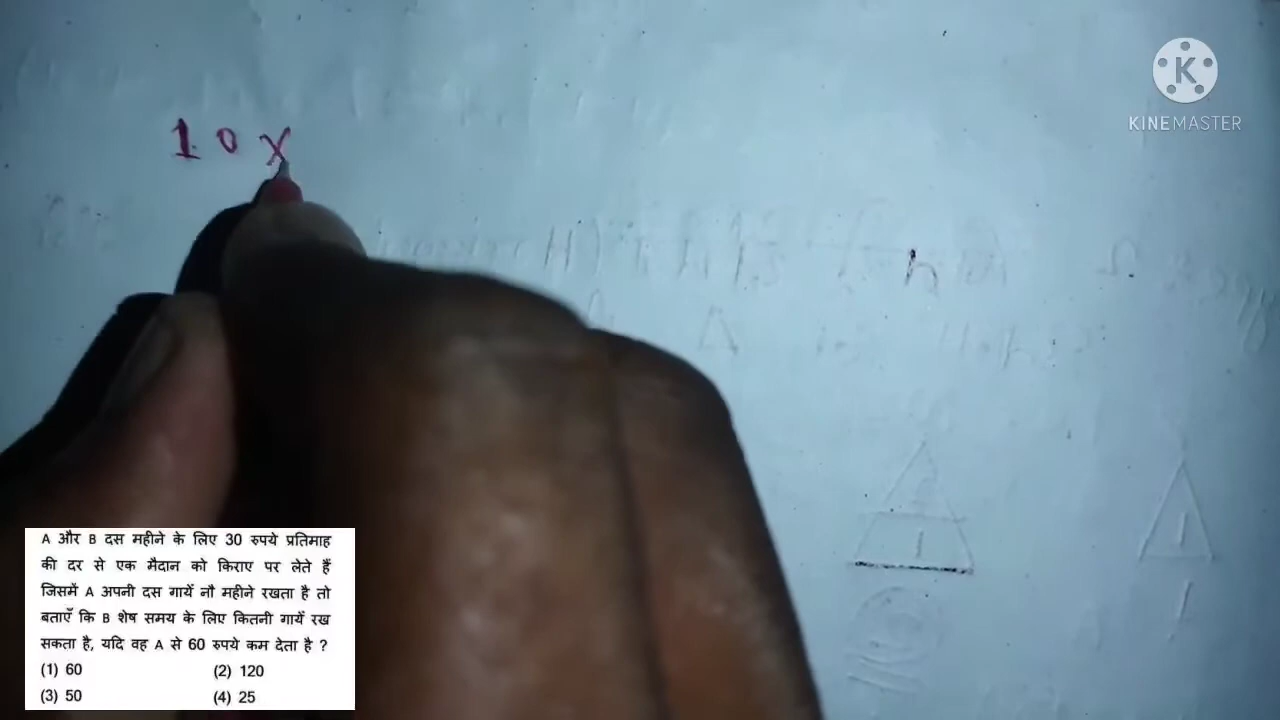 KINEMASTER
10x
A और B दस महीने के लिए 30 रुपये प्रतिमाह
की दर से एक मैदान को किराए पर लेते हैं
जिसमें A अपनी दस गायें नौ महीने रखता है तो
बताएँ कि B शेष समय के लिए कितनी गायें रख
सकता है, यदि वह A से 60 रुपये कम देता है ?
(1) 60 (2) 120
(3) 50 (4) 25